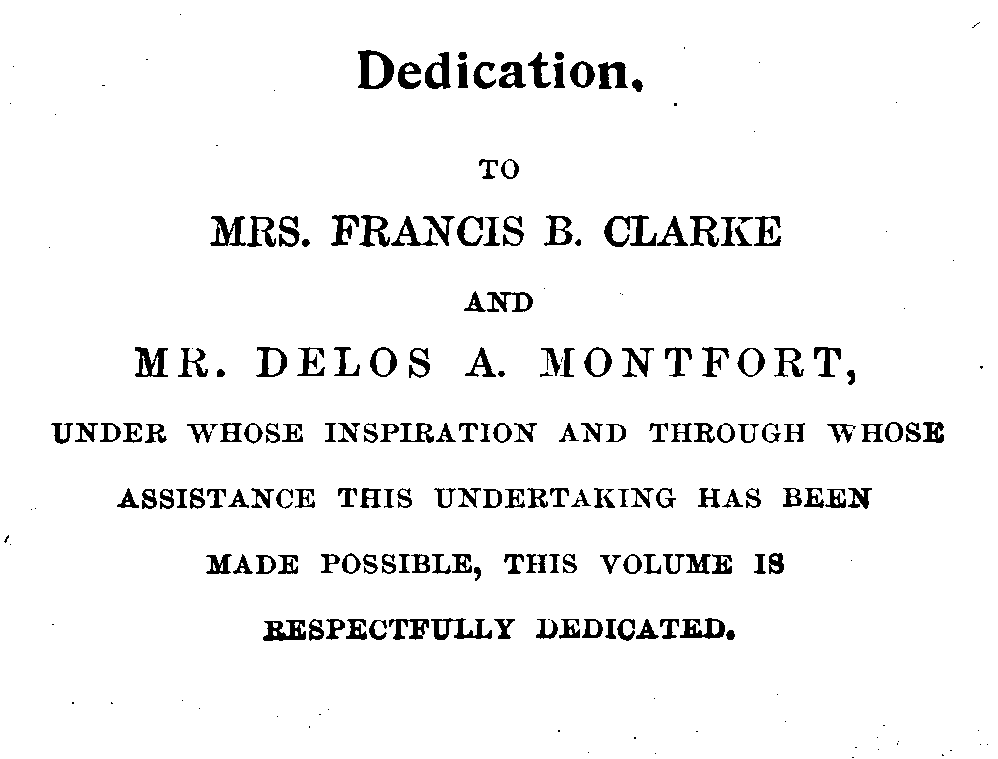 Dedication.
TO
MRS. FRANCIS B. CLARKE
AND
MR. DELOS A. MONTFORT,
UNDER WHOSE INSPIRATION AND THROUGH WHOSE
ASSISTANCE THIS UNDERTAKING HAS BEEN
MADE POSSIBLE, THIS VOLUME IS
RESPECTFULLY DEDICATED.